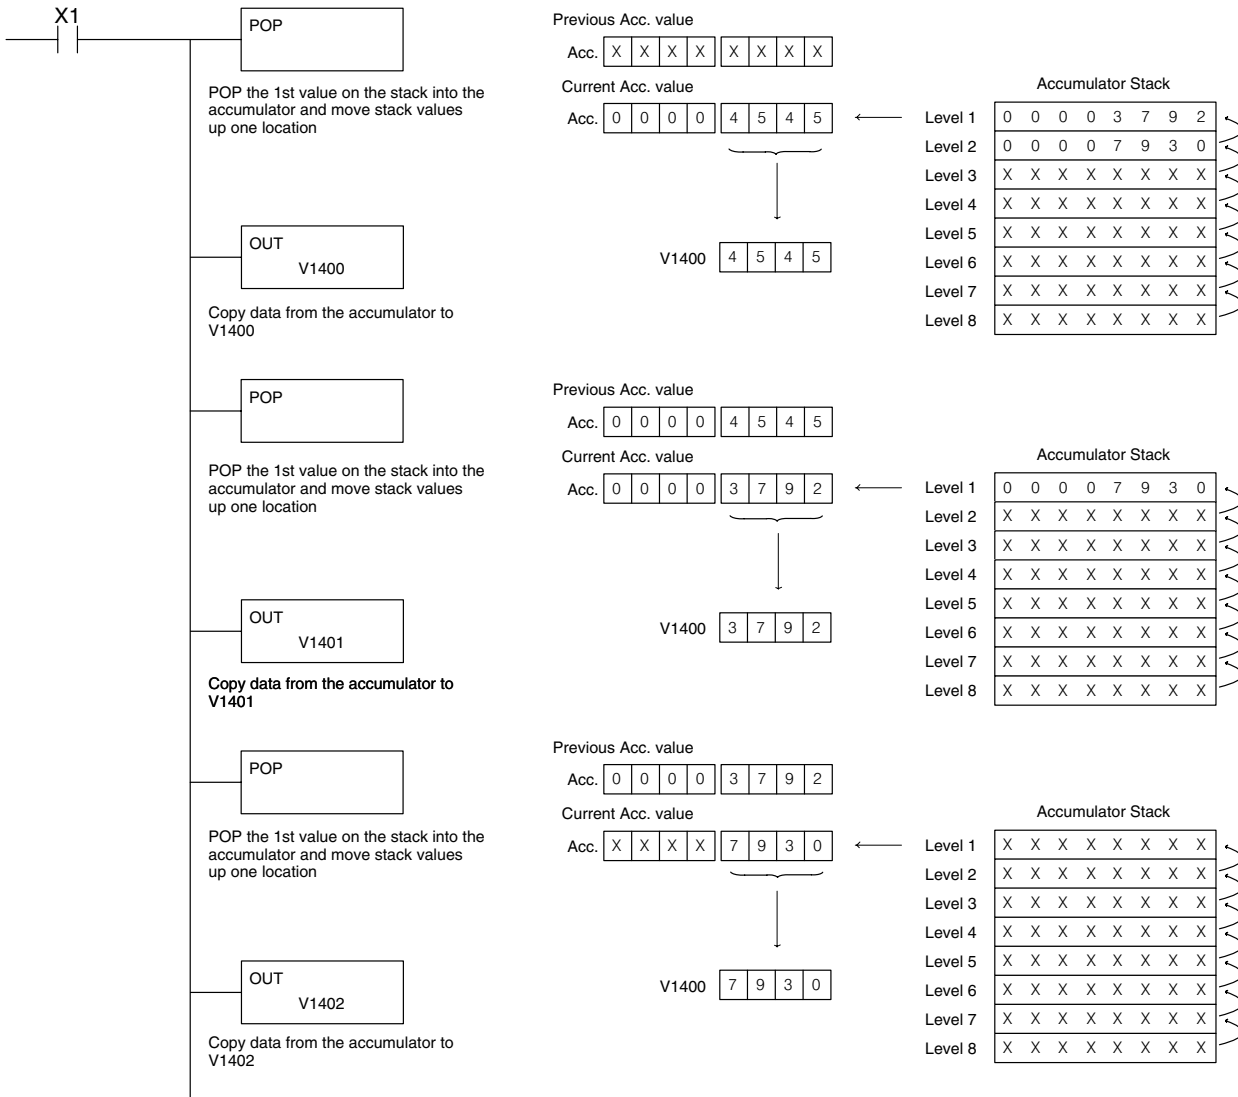 X1
POP
POP the 1st value on the stack into the
accumulator and move stack values
up one location
Previous Acc. value
Acc. X X X X X X X X
Current Acc. value
Acc. 0 0 0 0 4 5 4 5
V1400 4 5 4 5
Accumulator Stack
Level 1 0 0 0 0 3 7 9 2
Level 2 0 0 0 0 7 9 3 0
Level 3 X X X X X X X X
Level 4 X X X X X X X X
Level 5 X X X X X X X X
Level 6 X X X X X X X X
Level 7 X X X X X X X X
Level 8 X X X X X X X X
OUT
V1400
Copy data from the accumulator to
V1400
POP
POP the 1st value on the stack into the
accumulator and move stack values
up one location
Previous Acc. value
Acc. 0 0 0 0 4 5 4 5
Current Acc. value
Acc. 0 0 0 0 3 7 9 2
V1400 3 7 9 2
Accumulator Stack
Level 1 0 0 0 0 7 9 3 0
Level 2 X X X X X X X X
Level 3 X X X X X X X X
Level 4 X X X X X X X X
Level 5 X X X X X X X X
Level 6 X X X X X X X X
Level 7 X X X X X X X X
Level 8 X X X X X X X X
OUT
V1401
Copy data from the accumulator to
V1401
POP
POP the 1st value on the stack into the
accumulator and move stack values
up one location
Previous Acc. value
Acc. 0 0 0 0 3 7 9 2
Current Acc. value
Acc. X X X X 7 9 3 0
V1400 7 9 3 0
Accumulator Stack
Level 1 X X X X X X X X
Level 2 X X X X X X X X
Level 3 X X X X X X X X
Level 4 X X X X X X X X
Level 5 X X X X X X X X
Level 6 X X X X X X X X
Level 7 X X X X X X X X
Level 8 X X X X X X X X
OUT
V1402
Copy data from the accumulator to
V1402